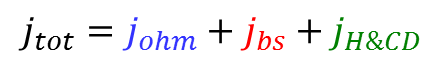 j_tot = j_ohm + j_bs + j_H&CD